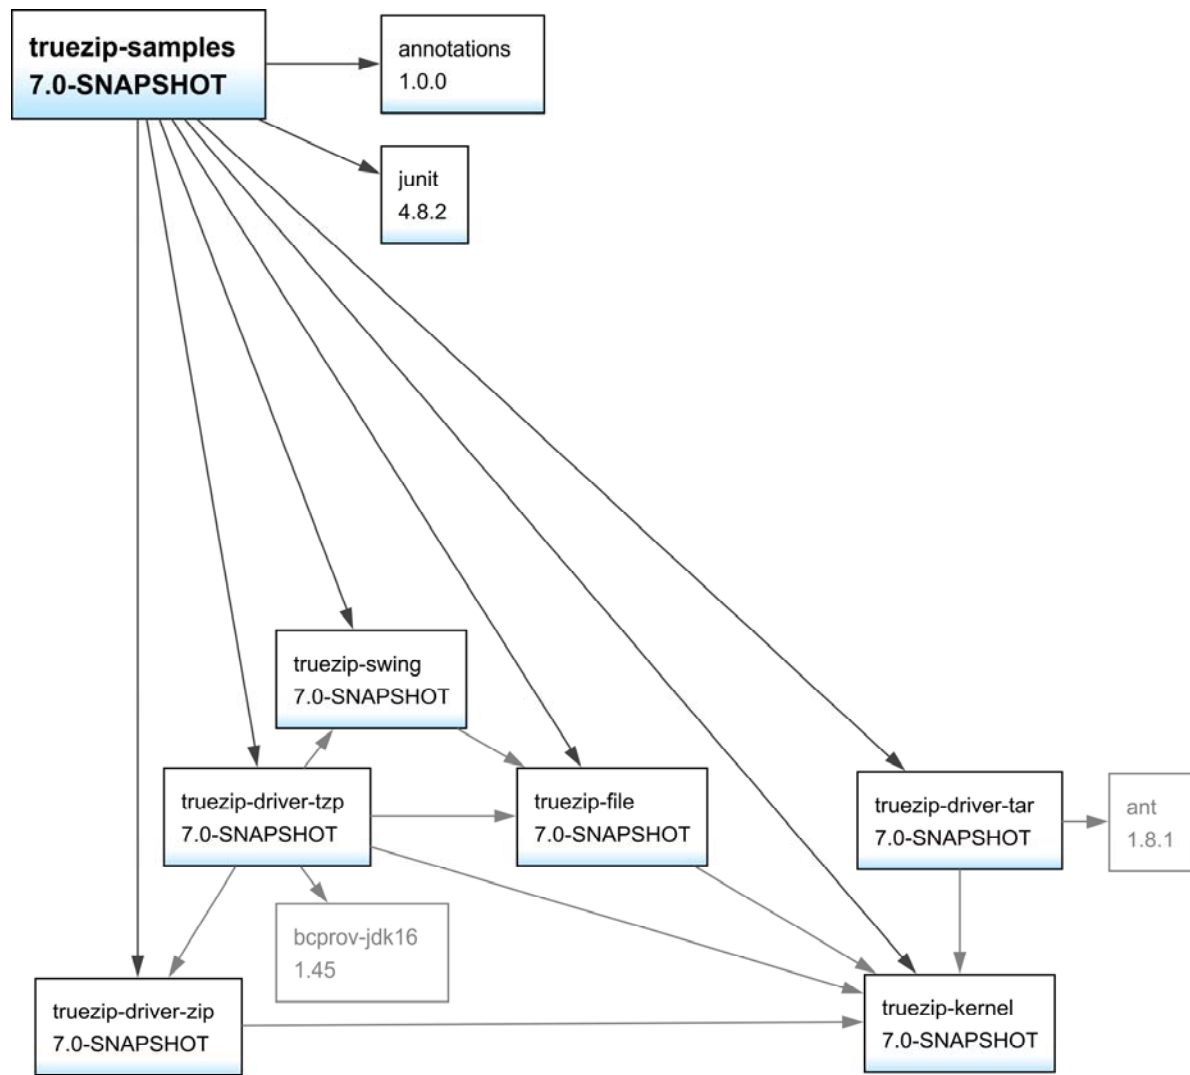 truezip-samples
7.0-SNAPSHOT
annotations
1.0.0
junit
4.8.2
truezip-swing
7.0-SNAPSHOT
truezip-driver-tzp
7.0-SNAPSHOT
truezip-file
7.0-SNAPSHOT
truezip-driver-tar
7.0-SNAPSHOT
ant
1.8.1
bcprov-jdk16
1.45
truezip-driver-zip
7.0-SNAPSHOT
truezip-kernel
7.0-SNAPSHOT